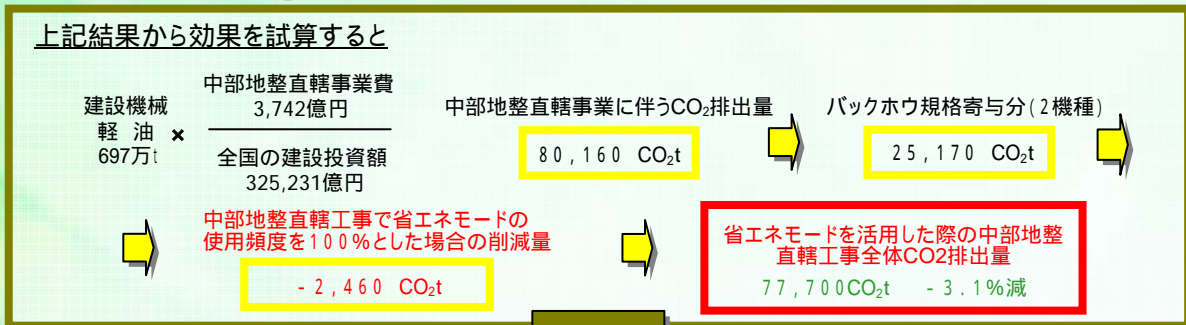 上記結果から効果を試算すると
建設機械
軽 油
697万t
×
中部地整直轄事業費
3,742億円
全国の建設投資額
325,231億円
中部地整直轄事業に伴うCO₂排出量
80,160 CO₂t
バックホウ規格寄与分(2機種)
25,170 CO₂t
中部地整直轄工事で省エネモードの
使用頻度を100%とした場合の削減量
-2,460 CO₂t
省エネモードを活用した際の中部地整
直轄工事全体CO2排出量
77,700CO₂t -3.1%減